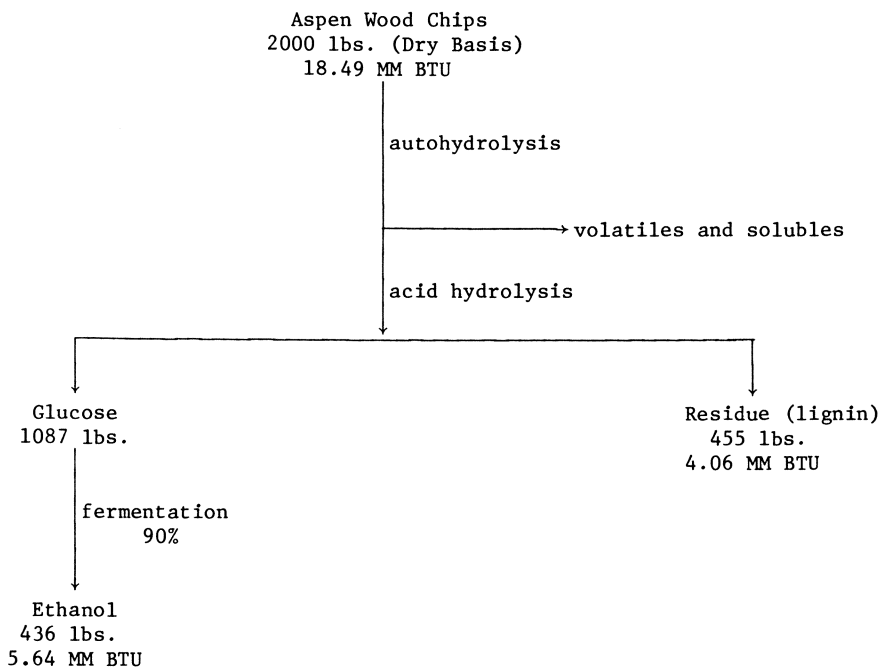 Aspen Wood Chips
2000 lbs. (Dry Basis)
18.49 MM BTU
autohydrolysis
volatiles and solubles
acid hydrolysis
Glucose
1087 lbs.
Residue (lignin)
455 lbs.
4.06 MM BTU
fermentation
90%
Ethanol
436 lbs.
5.64 MM BTU